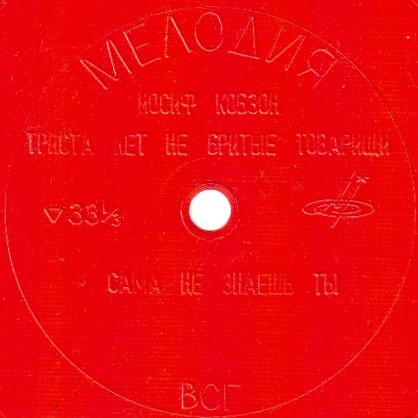 МЕЛОДИЯ
ИОСИФ КОБЗОН
ТРИСТА ЛЕТ НЕ БРИТЫЕ ТОВАРИЩИ
▽33⅓
САМА НЕ ЗНАЕШЬ ТЫ
ВСГ